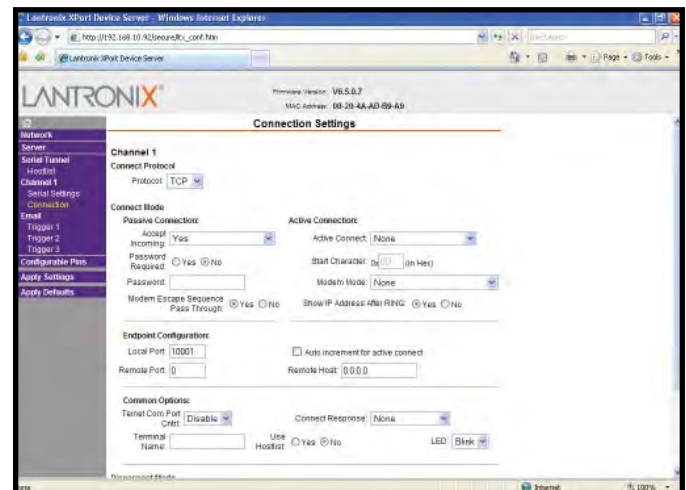 Lantronix XPort Device Server - Windows Internet Explorer
http://192.168.10.92/secure/ltx_conf.htm
Live Search
Lantronix XPort Device Server
Page
Tools
LANTRONIX
Firmware Version: V6.5.0.7
MAC Address: 00-20-4A-AD-B9-A9
Network
Server
Serial Tunnel
Hostlist
Channel 1
Serial Settings
Connection
Email
Trigger 1
Trigger 2
Trigger 3
Configurable Pins
Apply Settings
Apply Defaults
Connection Settings
Channel 1
Connect Protocol
Protocol: TCP
Connect Mode
Passive Connection:
Active Connection:
Accept Incoming: Yes
Active Connect: None
Password Required: Yes No
Start Character: 0x 0D (in Hex)
Password:
Modem Mode: None
Modem Escape Sequence Pass Through: Yes No
Show IP Address After RING: Yes No
Endpoint Configuration:
Local Port: 10001
Auto increment for active connect
Remote Port: 0
Remote Host: 0.0.0.0
Common Options:
Telnet Com Port Cntrl: Disable
Connect Response: None
Terminal Name:
Use Hostlist: Yes No
LED: Blink
Disconnect Mode
Internet
100%